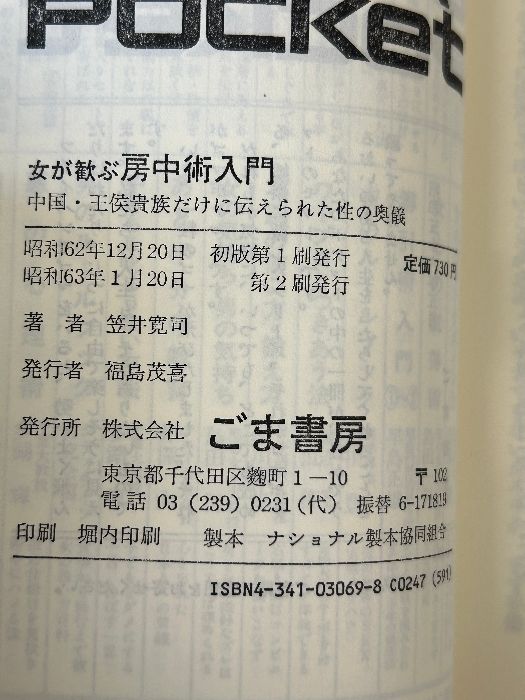 pocket
女が歓ぶ房中術入門
中国・王侯貴族だけに伝えられた性の奥儀
昭和62年12月20日 初版第1刷発行 定価 730円
昭和63年1月20日 第2刷発行
著者 笠井寛司
発行者 福島茂喜
発行所 株式会社 ごま書房
東京都千代田区麴町1―10 〒102
電話 03 (239) 0231(代) 振替 6-171819
印刷 堀内印刷 製本 ナショナル製本協同組合
ISBN4-341-03069-8 C0247 (591)